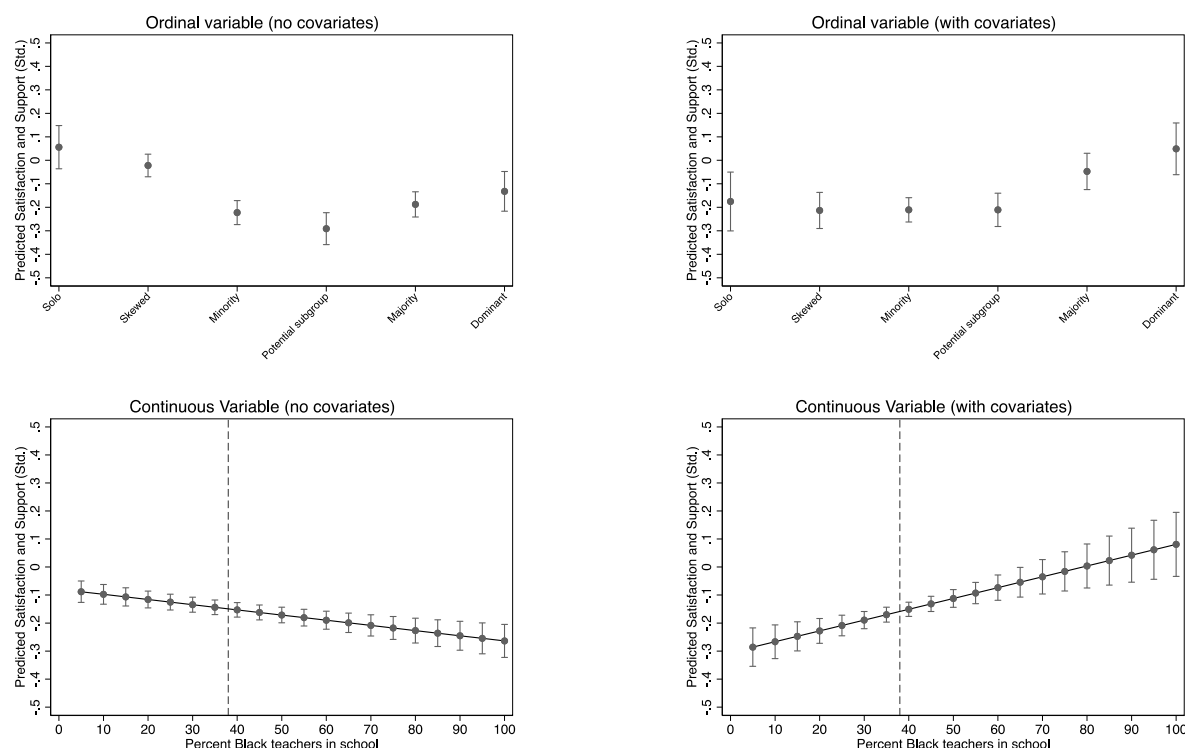 Ordinal variable (no covariates)
Predicted Satisfaction and Support (Std.)
.5
.4
.3
.2
.1
0
-.1
-.2
-.3
-.4
-.5
Solo
Skewed
Minority
Potential subgroup
Majority
Dominant
Ordinal variable (with covariates)
Predicted Satisfaction and Support (Std.)
.5
.4
.3
.2
.1
0
-.1
-.2
-.3
-.4
-.5
Solo
Skewed
Minority
Potential subgroup
Majority
Dominant
Continuous Variable (no covariates)
Predicted Satisfaction and Support (Std.)
.5
.4
.3
.2
.1
0
-.1
-.2
-.3
-.4
-.5
0 10 20 30 40 50 60 70 80 90 100
Percent Black teachers in school
Continuous Variable (with covariates)
Predicted Satisfaction and Support (Std.)
.5
.4
.3
.2
.1
0
-.1
-.2
-.3
-.4
-.5
0 10 20 30 40 50 60 70 80 90 100
Percent Black teachers in school